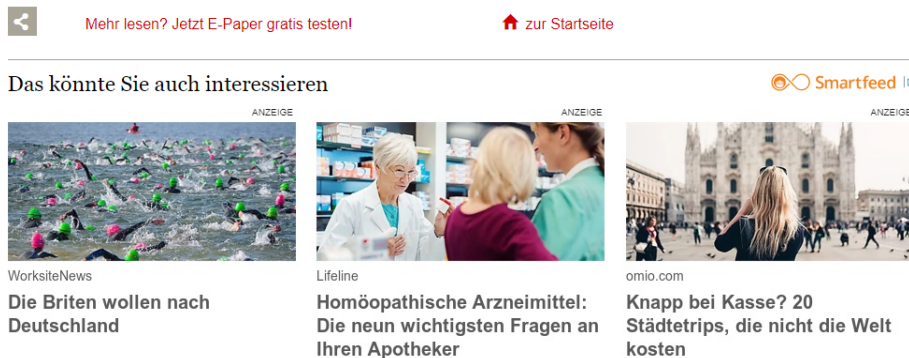 Mehr lesen? Jetzt E-Paper gratis testen!
zur Startseite
Das könnte Sie auch interessieren
Smartfeed
ANZEIGE
ANZEIGE
ANZEIGE
WorksiteNews
Die Briten wollen nach
Deutschland
Lifeline
Homöopathische Arzneimittel:
Die neun wichtigsten Fragen an
Ihren Apotheker
omio.com
Knapp bei Kasse? 20
Städtetrips, die nicht die Welt
kosten